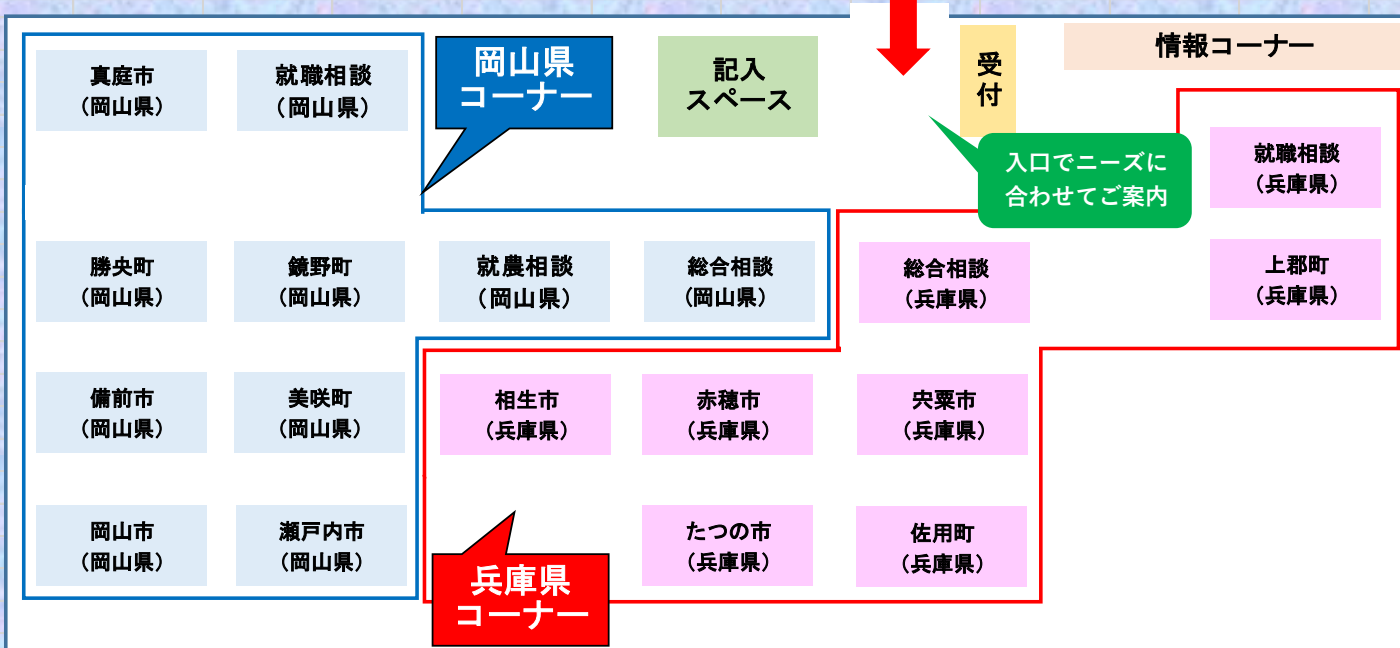 岡山県
コーナー
記入
スペース
受
付
情報コーナー
入口でニーズに
合わせてご案内
真庭市
（岡山県）
就職相談
（岡山県）
就職相談
（兵庫県）
勝央町
（岡山県）
鏡野町
（岡山県）
就農相談
（岡山県）
総合相談
（岡山県）
総合相談
（兵庫県）
上郡町
（兵庫県）
備前市
（岡山県）
美咲町
（岡山県）
相生市
（兵庫県）
赤穂市
（兵庫県）
宍粟市
（兵庫県）
岡山市
（岡山県）
瀬戸内市
（岡山県）
兵庫県
コーナー
たつの市
（兵庫県）
佐用町
（兵庫県）